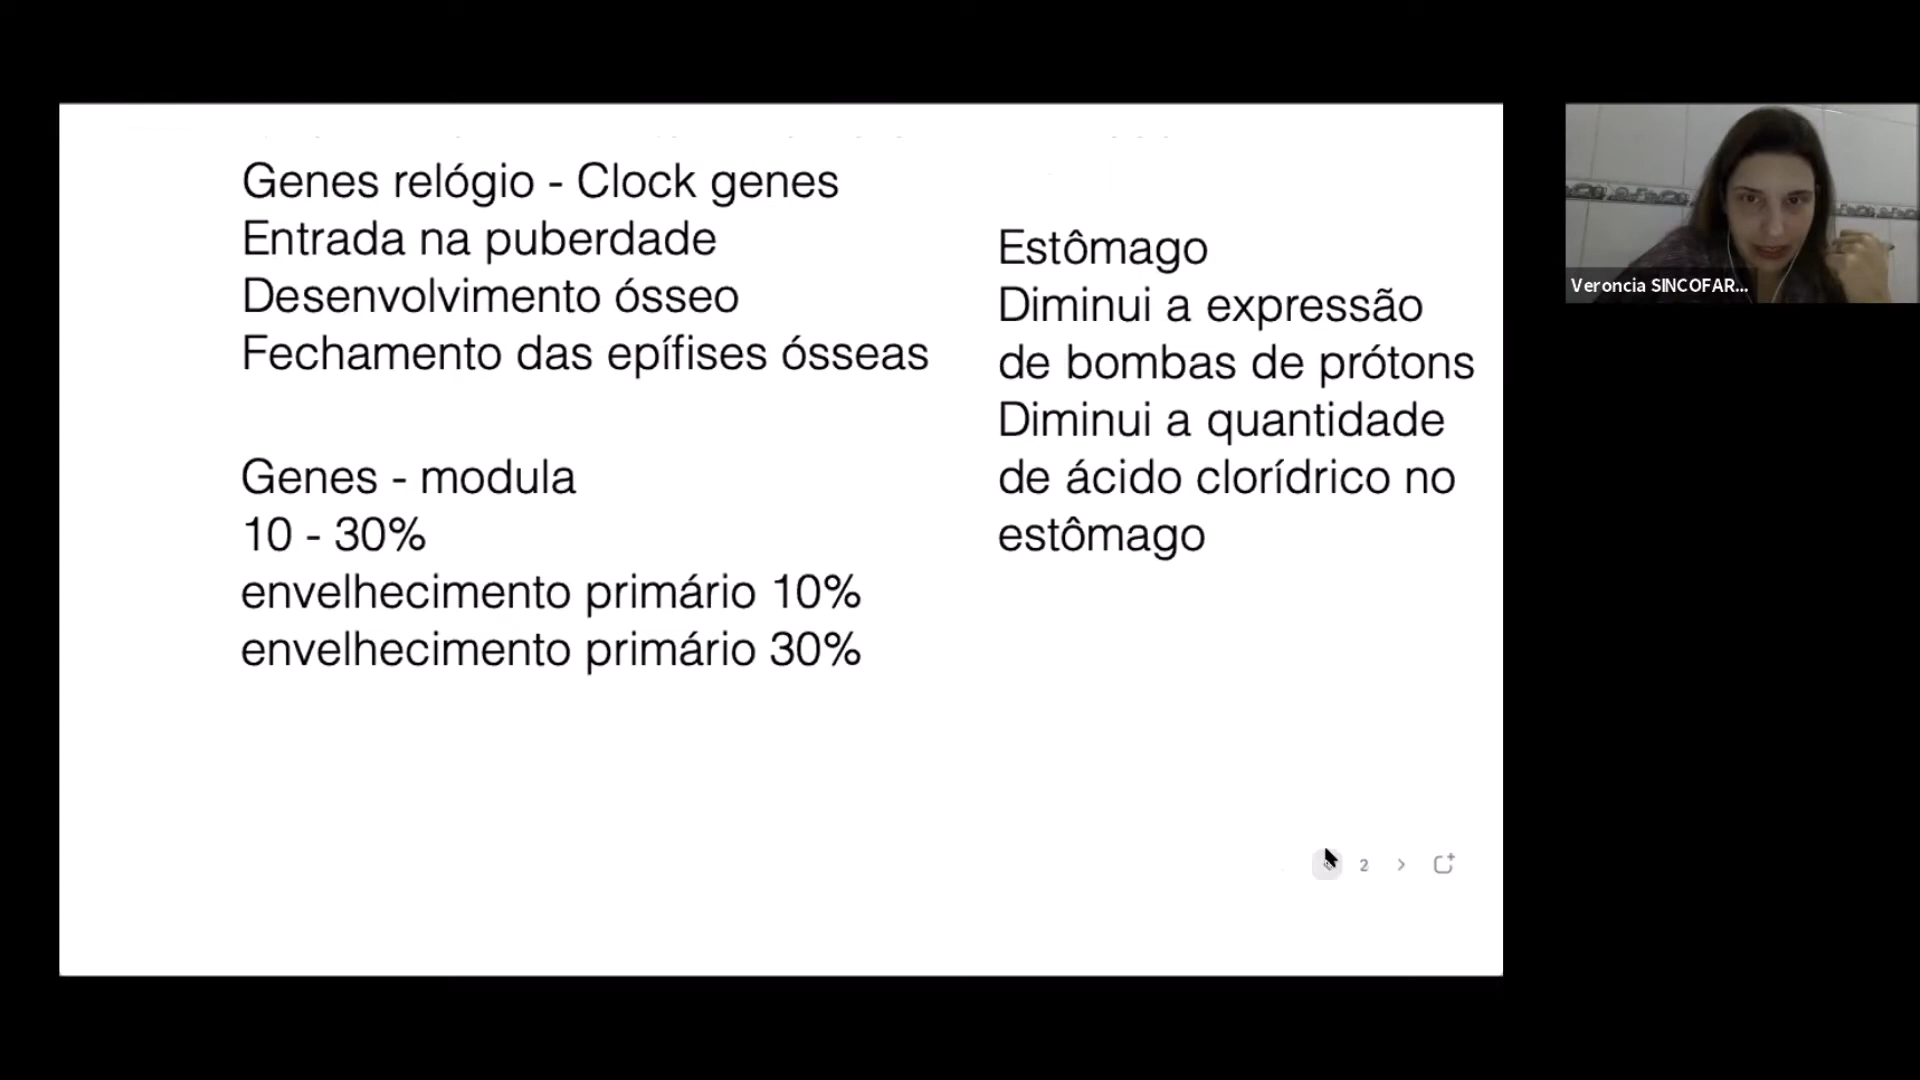 Genes relógio - Clock genes
Entrada na puberdade
Desenvolvimento ósseo
Fechamento das epífises ósseas
Genes - modula
10 - 30%
envelhecimento primário 10%
envelhecimento primário 30%
Estômago
Diminui a expressão
de bombas de prótons
Diminui a quantidade
de ácido clorídrico no
estômago
2
Veroncia SINCOFAR...